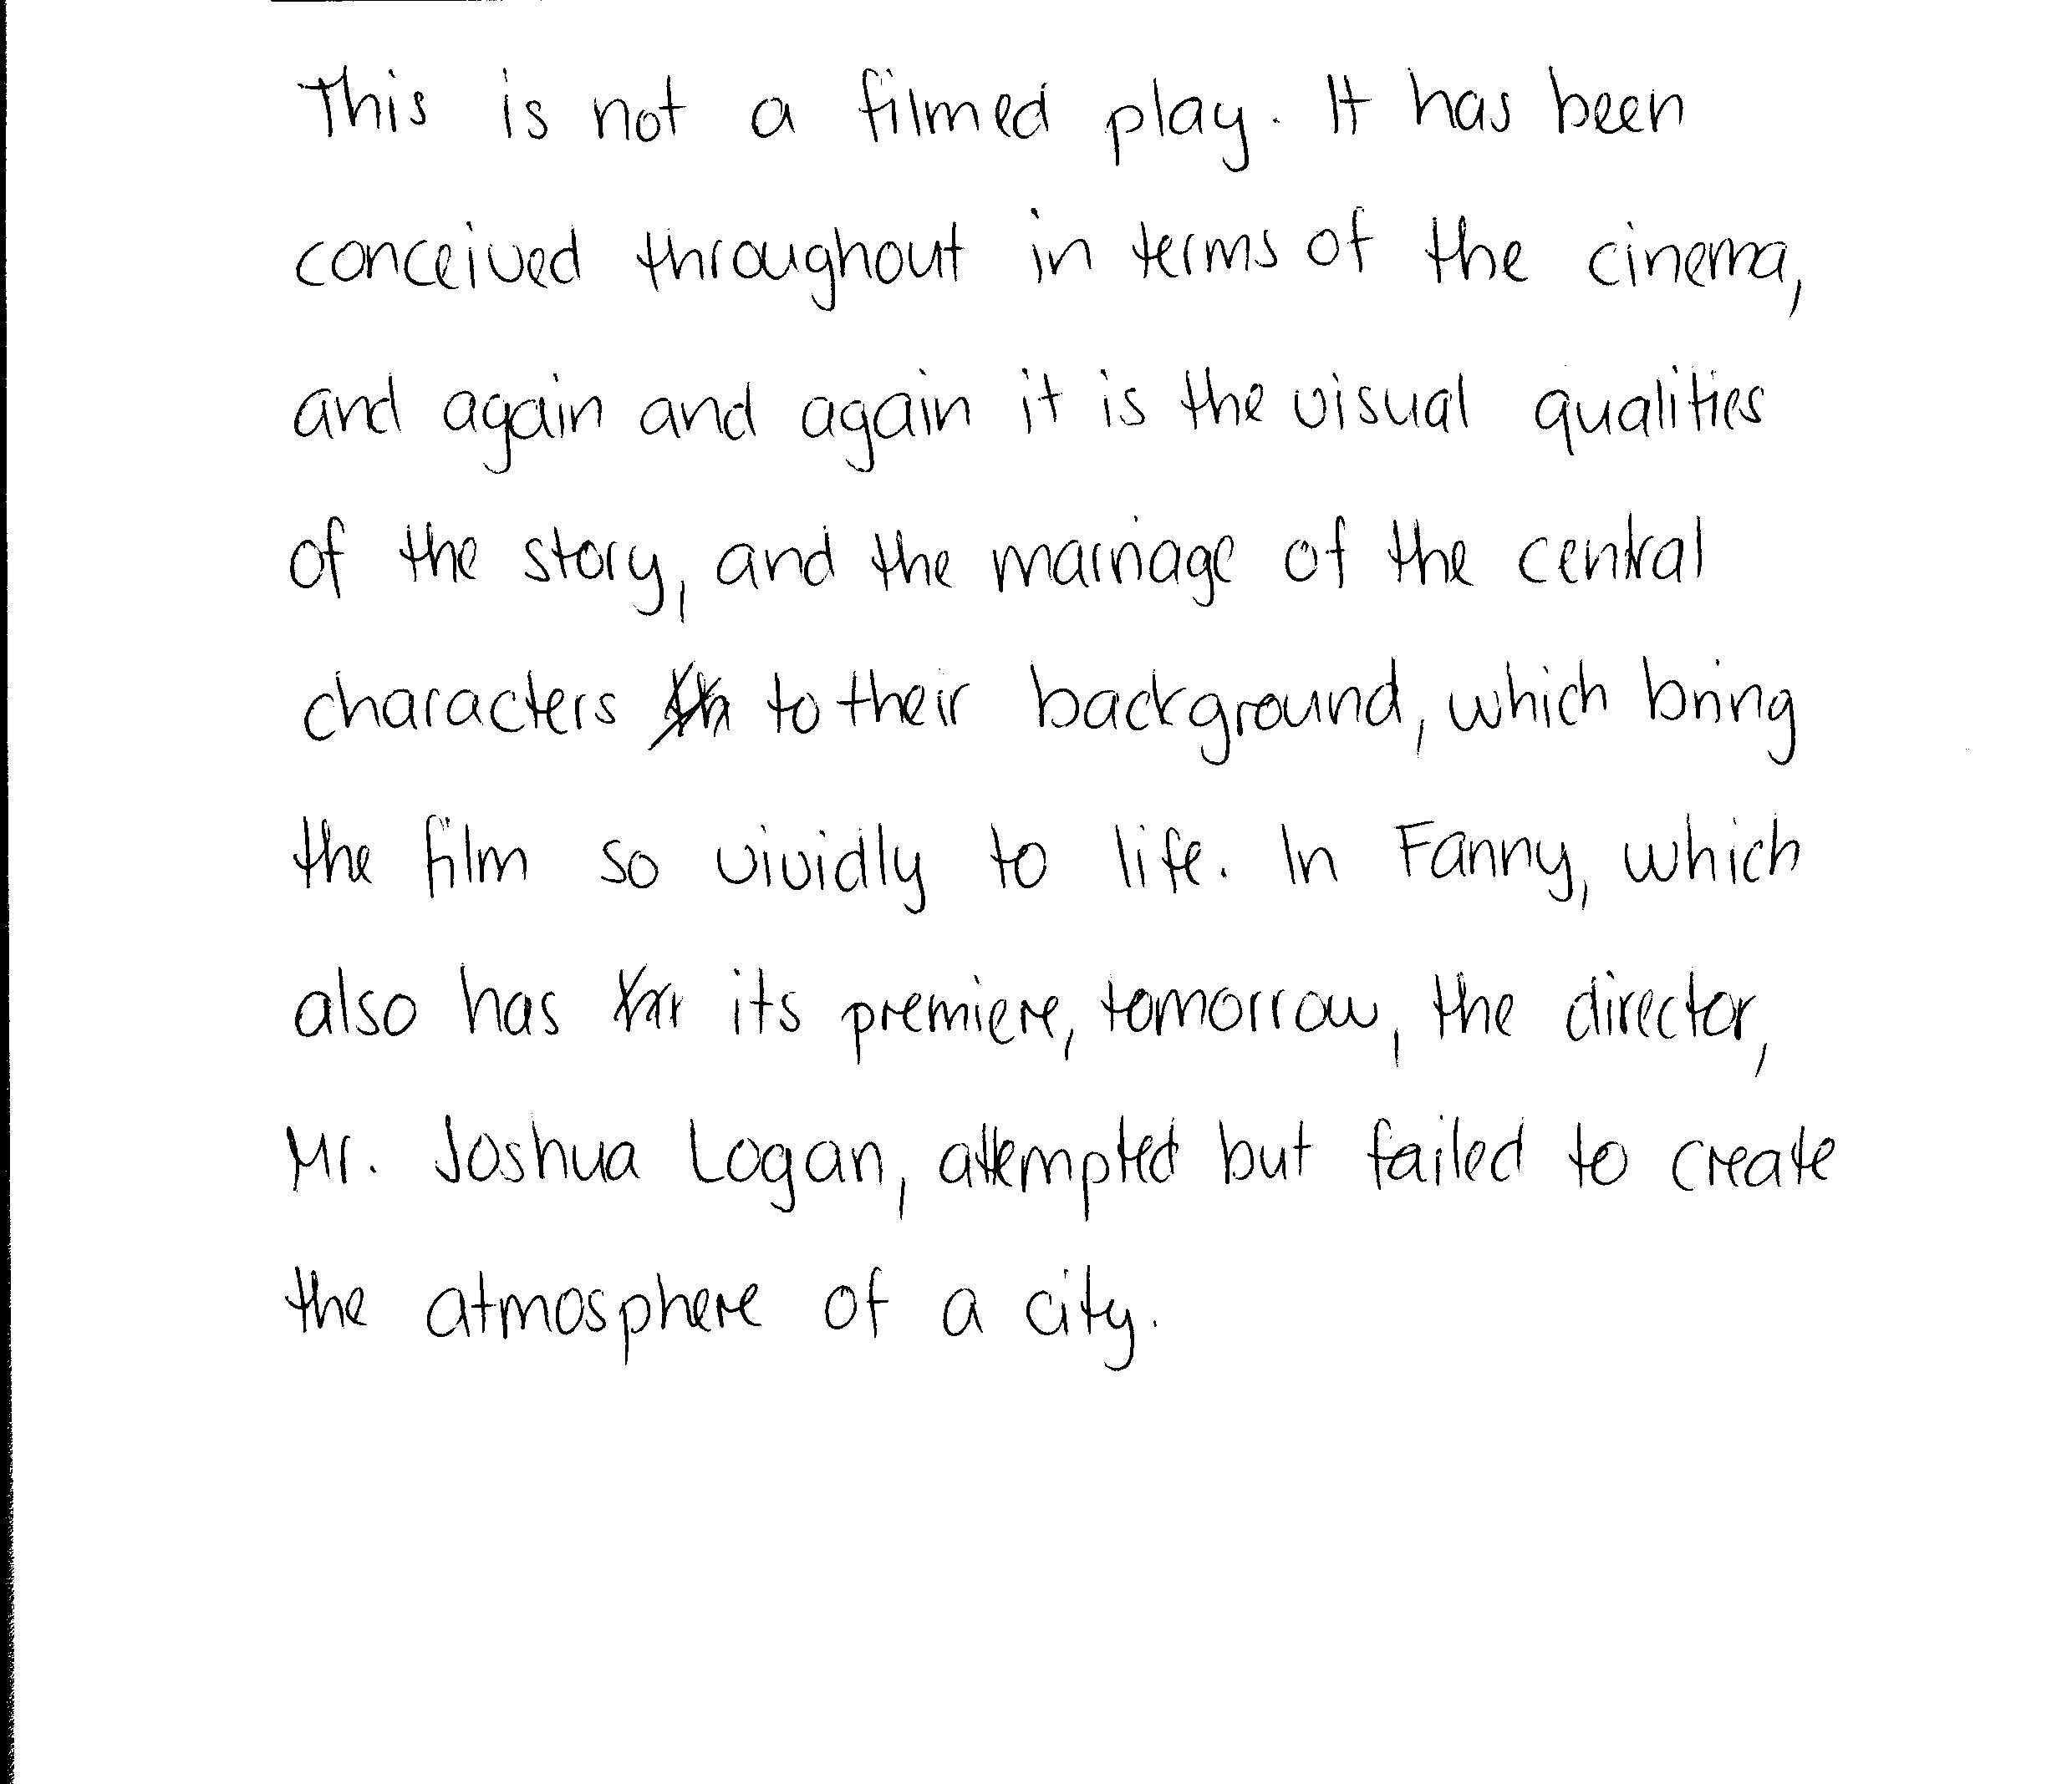 This is not a filmed play. It has been
conceived throughout in terms of the cinema,
and again and again it is the visual qualities
of the story, and the marriage of the central
characters to their background, which bring
the film so vividly to life. In Fanny, which
also has its premiere, tomorrow, the director,
Mr. Joshua Logan, attempted but failed to create
the atmosphere of a city.